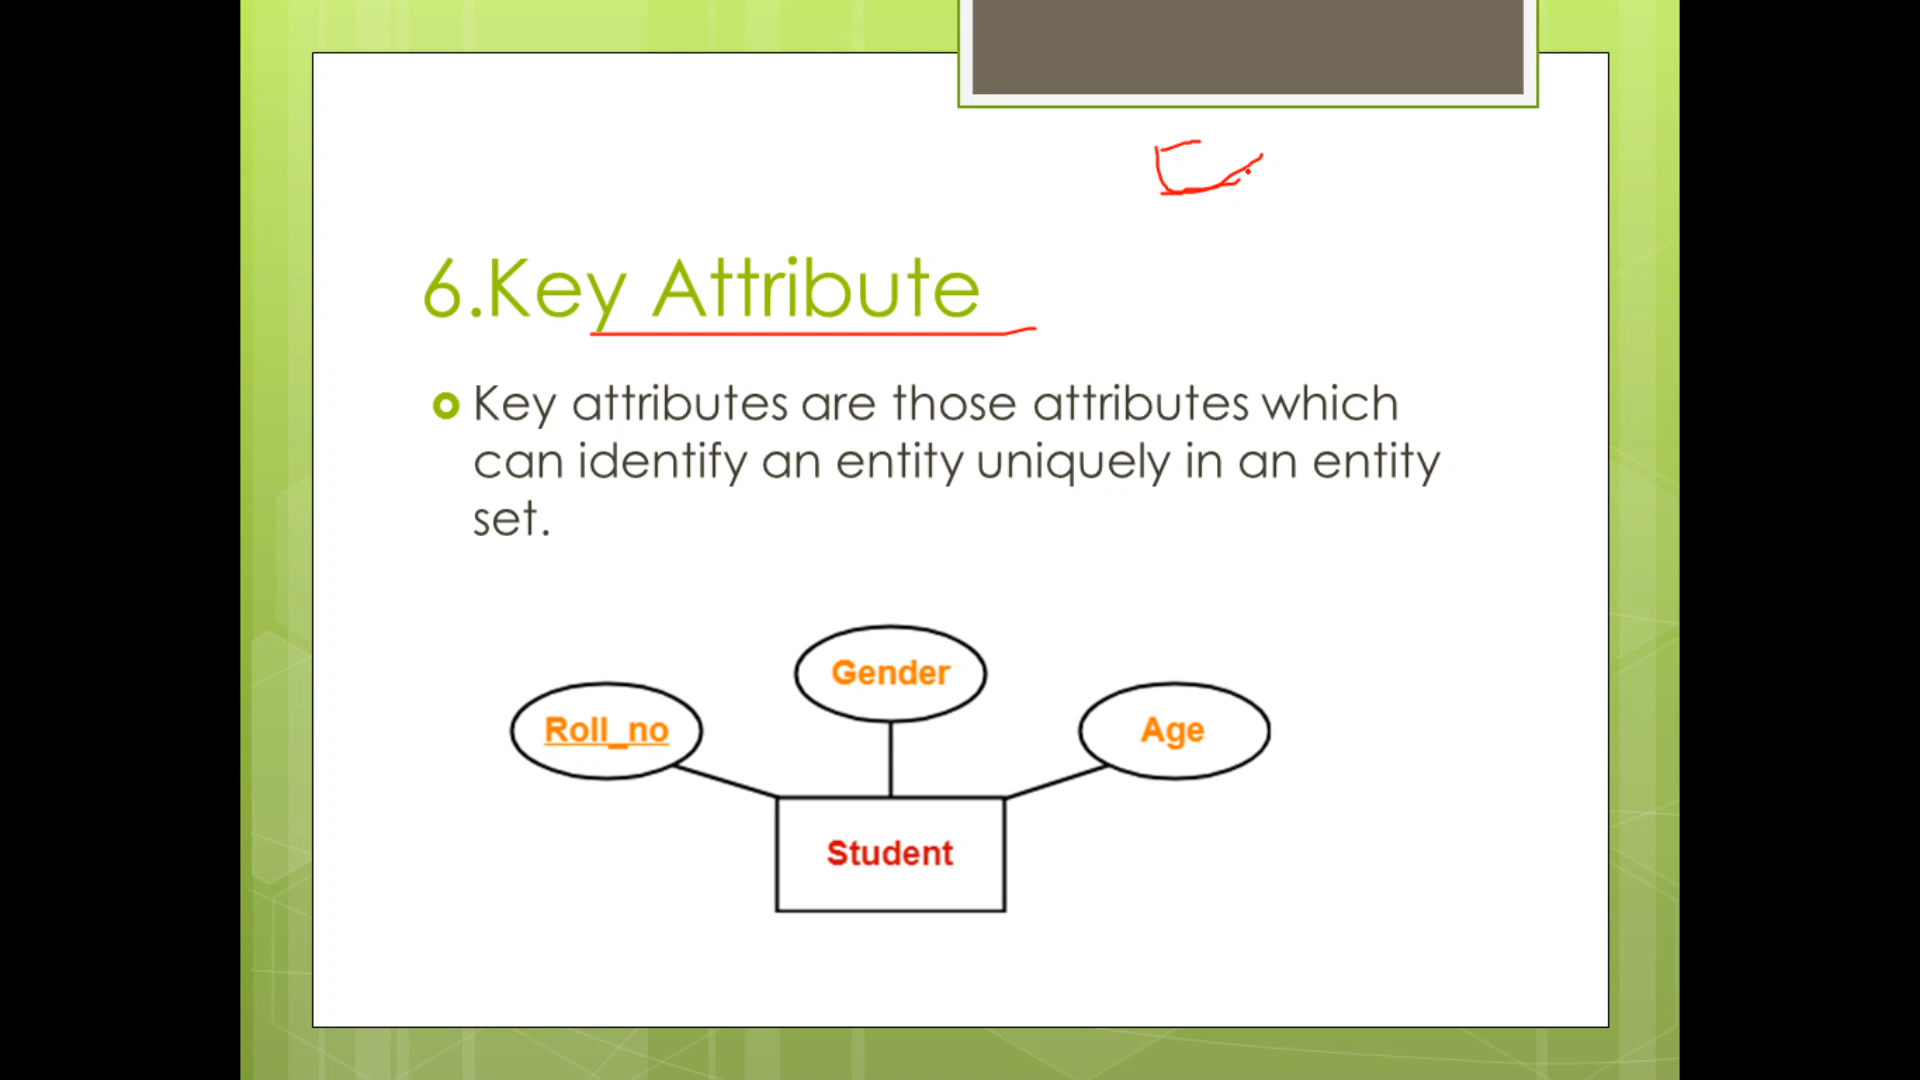 6.Key Attribute
Key attributes are those attributes which
can identify an entity uniquely in an entity
set.
Gender
Roll_no
Age
Student